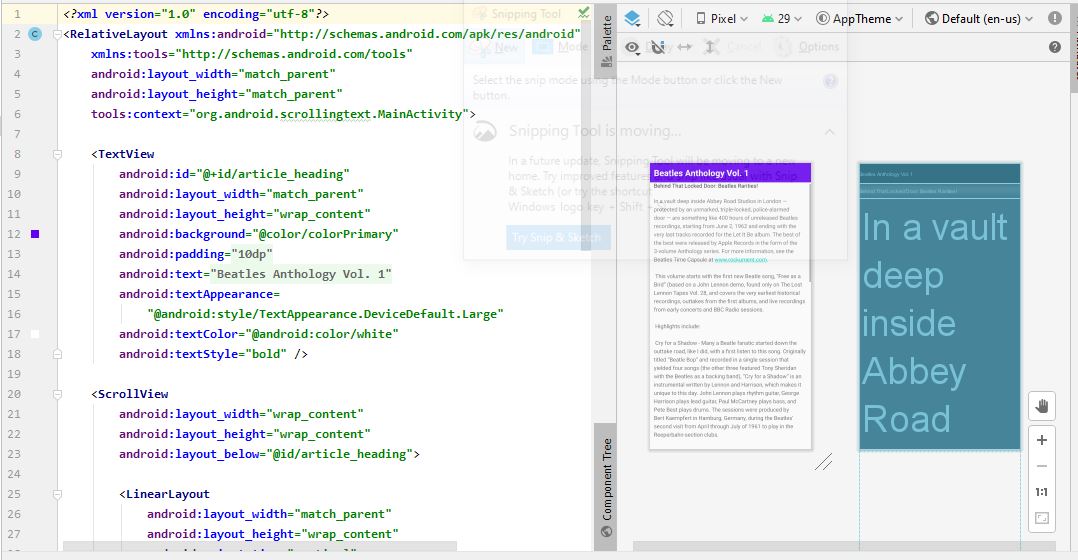 <?xml version="1.0" encoding="utf-8"?>
<RelativeLayout xmlns:android="http://schemas.android.com/apk/res/android"
xmlns:tools="http://schemas.android.com/tools"
android:layout_width="match_parent"
android:layout_height="match_parent"
tools:context="org.android.scrollingtext.MainActivity">
<TextView
android:id="@+id/article_heading"
android:layout_width="match_parent"
android:layout_height="wrap_content"
android:background="@color/colorPrimary"
android:padding="10dp"
android:text="Beatles Anthology Vol. 1"
android:textAppearance=
"@android:style/TextAppearance.DeviceDefault.Large"
android:textColor="@android:color/white"
android:textStyle="bold" />
<ScrollView
android:layout_width="wrap_content"
android:layout_height="wrap_content"
android:layout_below="@id/article_heading">
<LinearLayout
android:layout_width="match_parent"
android:layout_height="wrap_content"
1
2
3
4
5
6
7
8
9
10
11
12
13
14
15
16
17
18
19
20
21
22
23
24
25
26
27
C
Snipping Tool
New
Mode
Cancel
Options
Select the snip mode using the Mode button or click the New
button.
Snipping Tool is moving...
In a future update, Snipping Tool will be moving to a new
home. Try improved features and snip like usual with Snip
& Sketch (or try the shortcut
Windows logo key + Shift +
Try Snip & Sketch
Palette
Component Tree
Pixel
29
AppTheme
Default (en-us)
Beatles Anthology Vol. 1
Behind That Locked Door: Beatles Rarities!
In a vault deep inside Abbey Road Studios in London —
protected by an unmarked, triple-locked, police-alarmed
door — are something like 400 hours of unreleased Beatles
recordings, starting from June 2, 1962 and ending with the
very last tracks recorded for the Let It Be album. The best of
the best were released by Apple Records in the form of the
3-volume Anthology series. For more information, see the
Beatles Time Capsule at www.rockument.com.
This volume starts with the first new Beatle song, "Free as a
Bird" (based on a John Lennon demo, found only on The Lost
Lennon Tapes Vol. 28, and covers the very earliest historical
recordings, outtakes from the first albums, and live recordings
from early concerts and BBC Radio sessions.
Highlights include:
Cry for a Shadow - Many a Beatle fanatic started down the
outtake road, like I did, with a first listen to this song. Originally
titled "Beatle Bop" and recorded in a single session that
yielded four songs (the other three featured Tony Sheridan
with the Beatles as a backing band), "Cry for a Shadow" is an
instrumental written by Lennon and Harrison, which makes it
unique to this day. John Lennon plays rhythm guitar, George
Harrison plays lead guitar, Paul McCartney plays bass, and
Pete Best plays drums. The sessions were produced by
Bert Kaempfert in Hamburg, Germany, during the Beatles'
second visit from April through July of 1961 to play in the
Reeperbahn-section clubs.
Beatles Anthology Vol. 1
Behind That Locked Door: Beatles Rarities!
In a vault
deep
inside
Abbey
Road
1:1